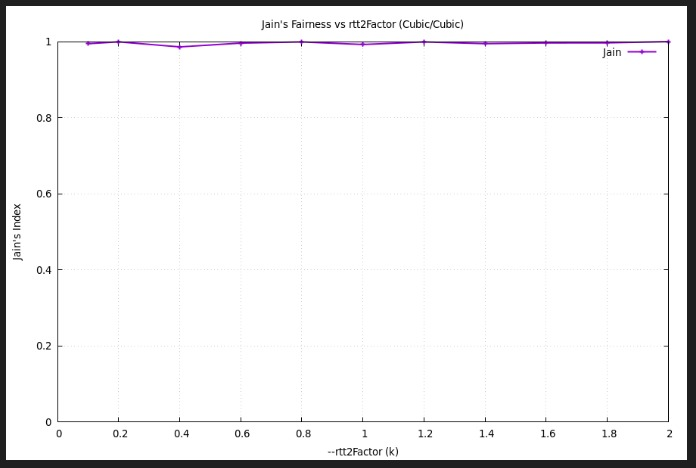 Jain's Fairness vs rtt2Factor (Cubic/Cubic)
1
Jain
0.8
0.6
0.4
0.2
0
Jain's Index
0 0.2 0.4 0.6 0.8 1 1.2 1.4 1.6 1.8 2
--rtt2Factor (k)